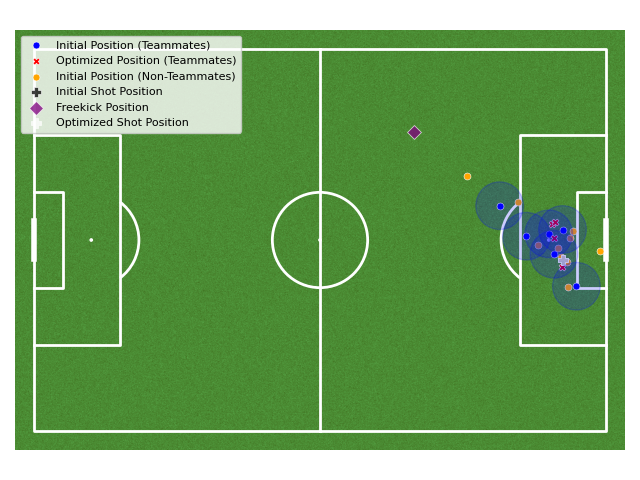 Initial Position (Teammates)
Optimized Position (Teammates)
Initial Position (Non-Teammates)
Initial Shot Position
Freekick Position
Optimized Shot Position